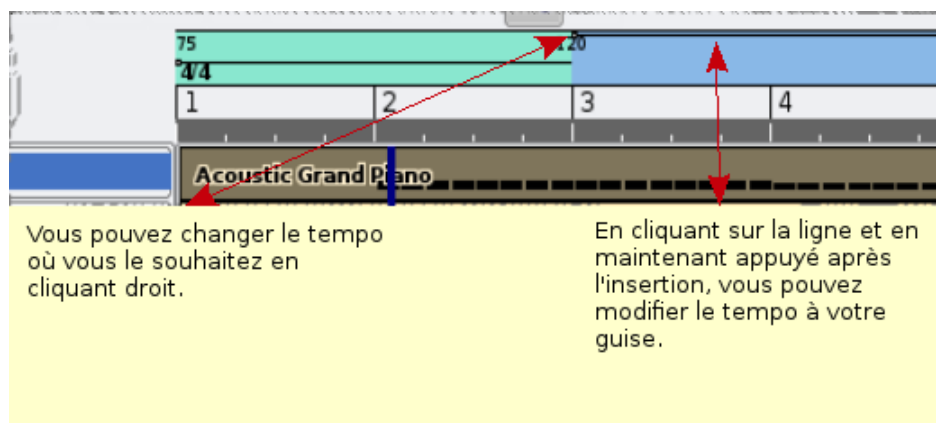 75 120
4/4
1 2 3 4
Acoustic Grand Piano
Vous pouvez changer le tempo
où vous le souhaitez en
cliquant droit.
En cliquant sur la ligne et en
maintenant appuyé après
l'insertion, vous pouvez
modifier le tempo à votre
guise.